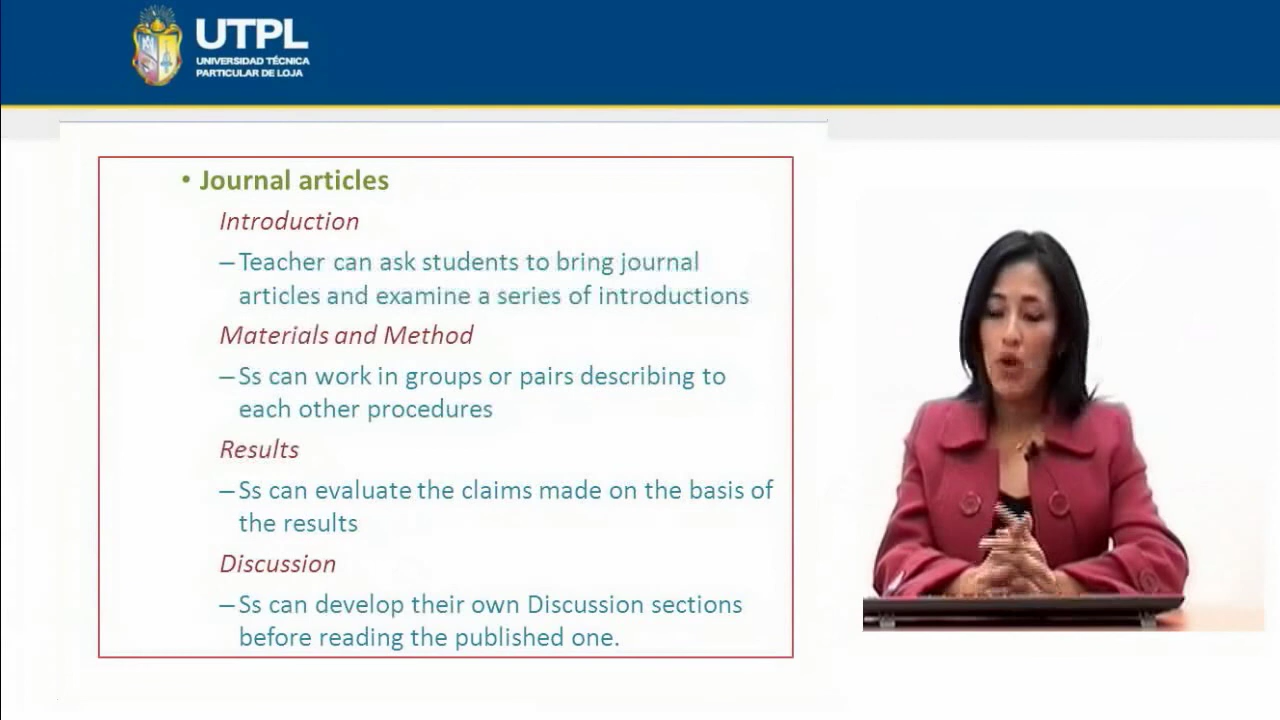 UTPL
UNIVERSIDAD TÉCNICA
PARTICULAR DE LOJA
• Journal articles
Introduction
–Teacher can ask students to bring journal
articles and examine a series of introductions
Materials and Method
–Ss can work in groups or pairs describing to
each other procedures
Results
–Ss can evaluate the claims made on the basis of
the results
Discussion
–Ss can develop their own Discussion sections
before reading the published one.